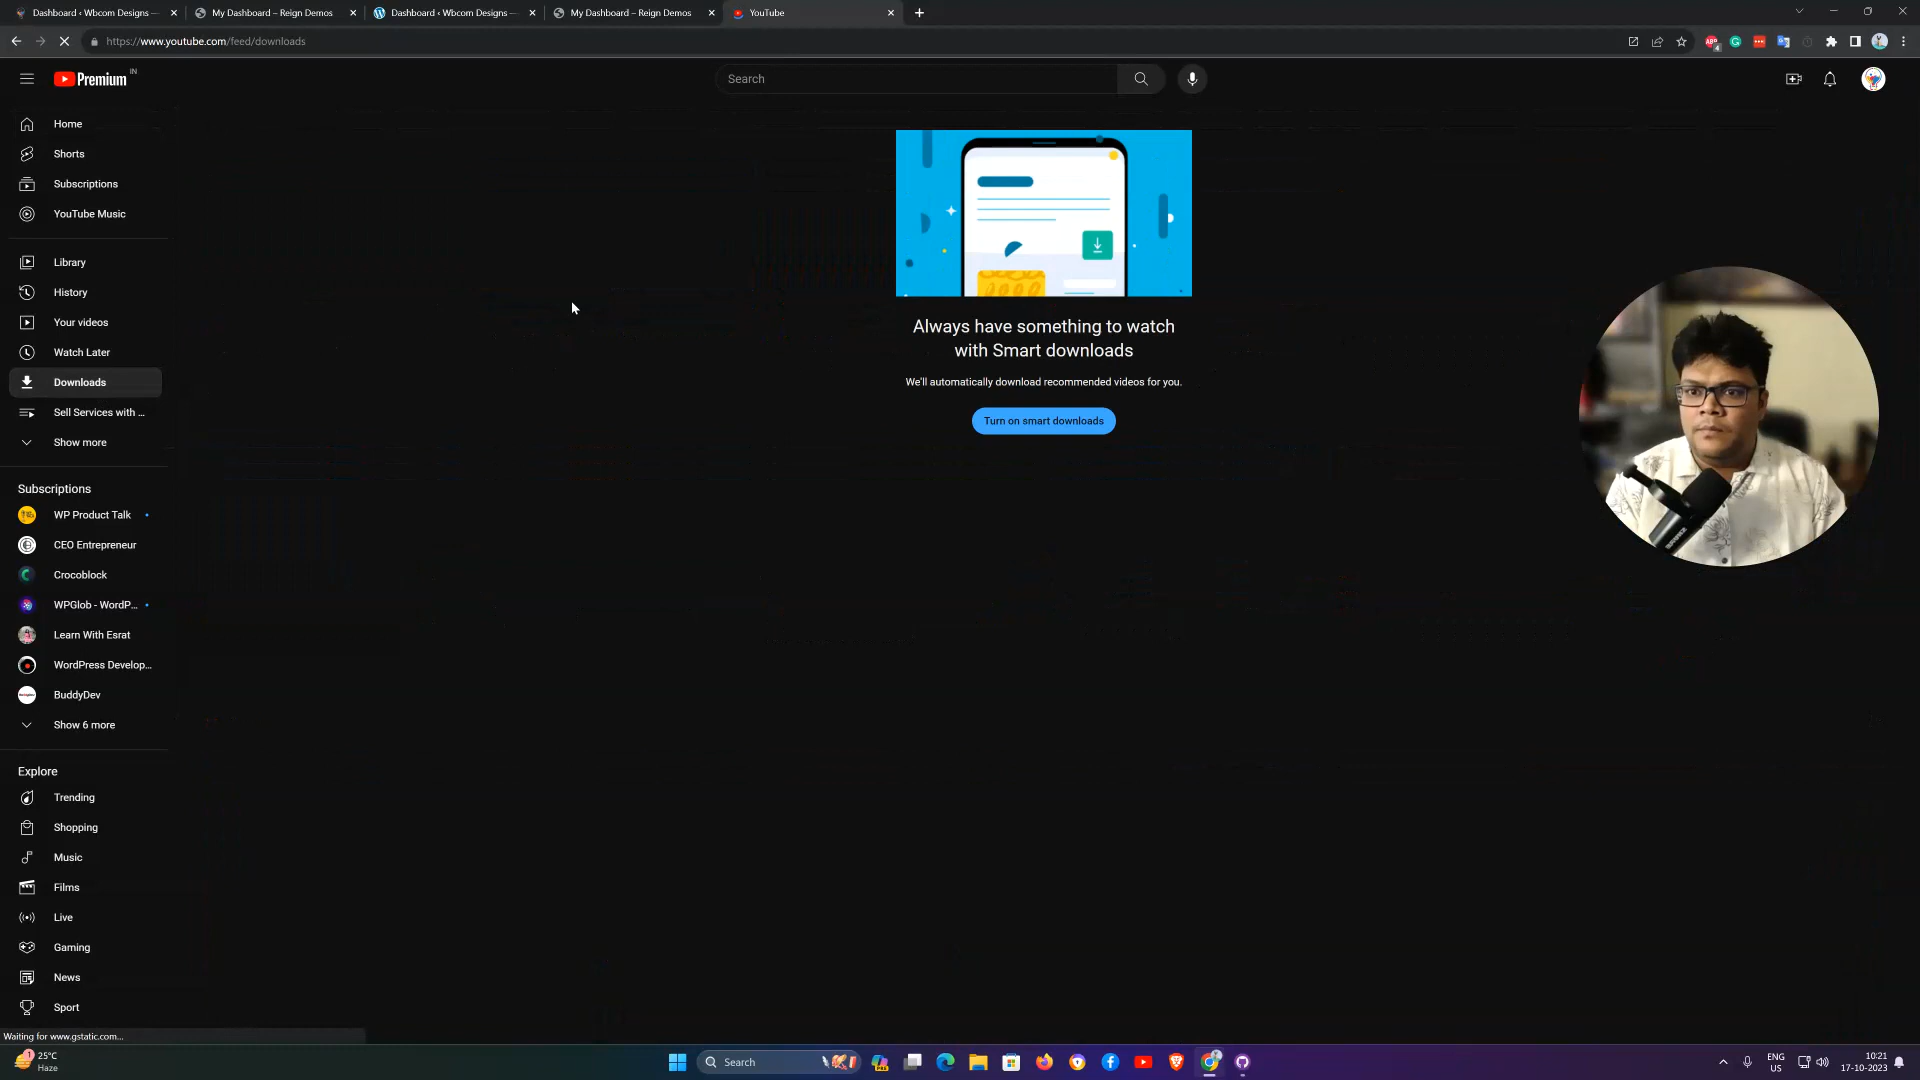 Dashboard ‹ Wbcom Designs —
My Dashboard – Reign Demos
Dashboard ‹ Wbcom Designs —
My Dashboard – Reign Demos
YouTube
https://www.youtube.com/feed/downloads
Premium IN
Search
Home
Shorts
Subscriptions
YouTube Music
Library
History
Your videos
Watch Later
Downloads
Sell Services with ...
Show more
Subscriptions
WP Product Talk
CEO Entrepreneur
Crocoblock
WPGlob - WordP...
Learn With Esrat
WordPress Develop...
BuddyDev
Show 6 more
Explore
Trending
Shopping
Music
Films
Live
Gaming
News
Sport
Always have something to watch
with Smart downloads
We'll automatically download recommended videos for you.
Turn on smart downloads
Waiting for www.gstatic.com...
1
25°C
Haze
Search
ENG
US
10:21
17-10-2023